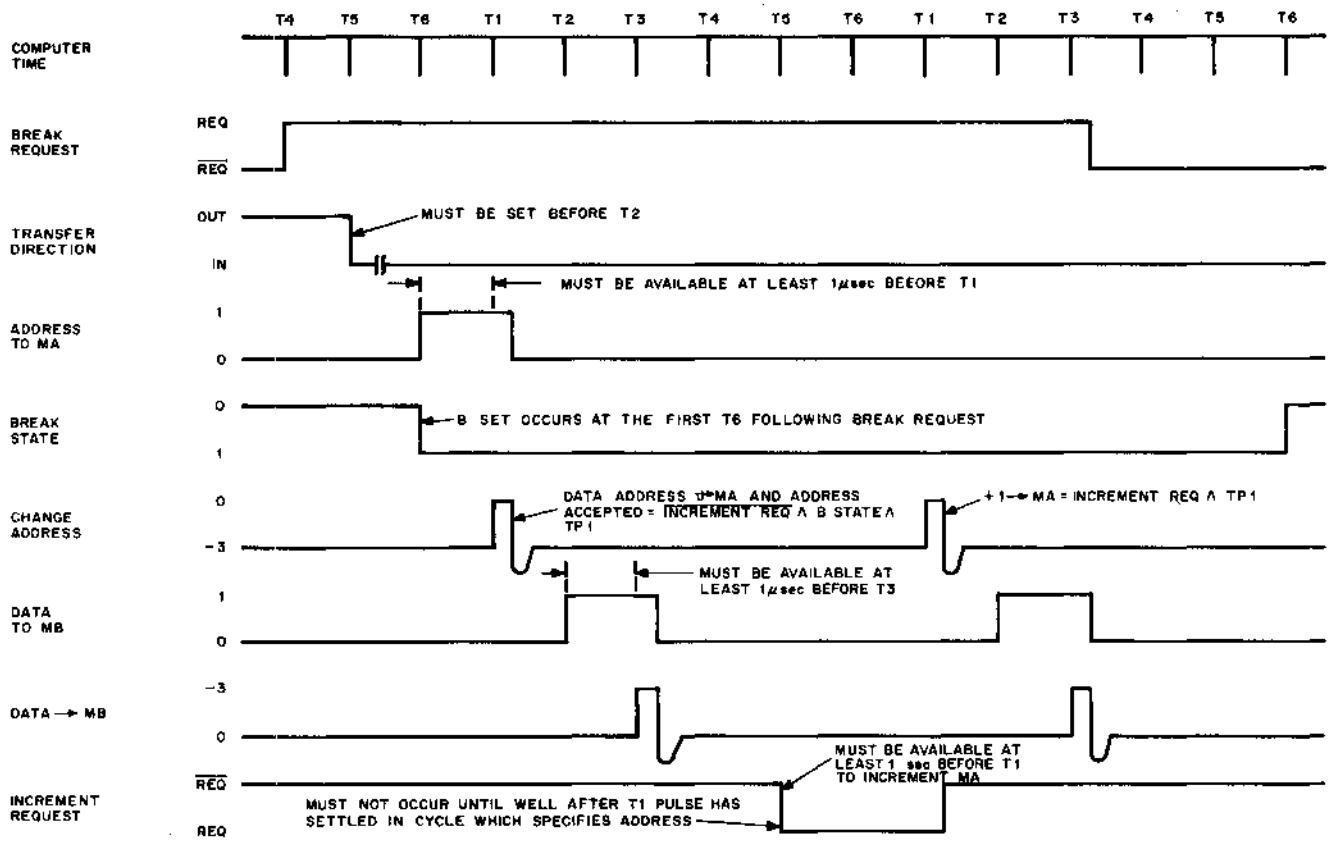 T4 T5 T6 T1 T2 T3 T4 T5 T6 T1 T2 T3 T4 T5 T6
COMPUTER
TIME
BREAK
REQUEST
REQ
REQ
TRANSFER
DIRECTION
OUT
IN
MUST BE SET BEFORE T2
MUST BE AVAILABLE AT LEAST 1μsec BEFORE T1
ADDRESS
TO MA
1
0
BREAK
STATE
0
1
B SET OCCURS AT THE FIRST T6 FOLLOWING BREAK REQUEST
CHANGE
ADDRESS
0
-3
DATA ADDRESS → MA AND ADDRESS
ACCEPTED = INCREMENT REQ ∧ B STATE ∧
TP1
+1 → MA = INCREMENT REQ ∧ TP1
MUST BE AVAILABLE AT
LEAST 1μsec BEFORE T3
DATA
TO MB
1
0
DATA → MB
-3
0
INCREMENT
REQUEST
REQ
REQ
MUST BE AVAILABLE AT
LEAST 1 sec BEFORE T1
TO INCREMENT MA
MUST NOT OCCUR UNTIL WELL AFTER T1 PULSE HAS
SETTLED IN CYCLE WHICH SPECIFIES ADDRESS